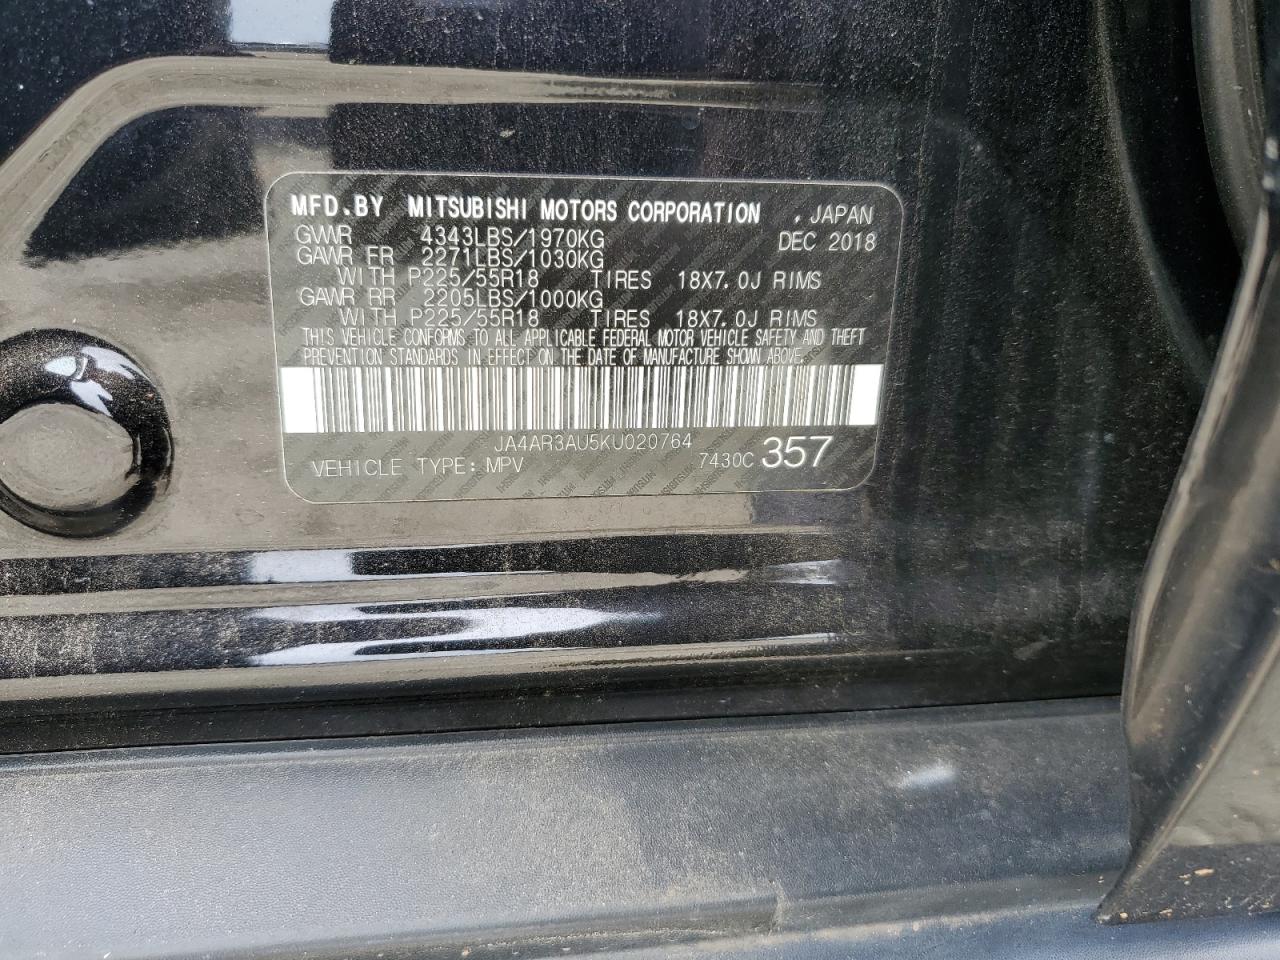 MFD.BY MITSUBISHI MOTORS CORPORATION . JAPAN
GVWR 4343LBS/1970KG DEC 2018
GAWR FR 2271LBS/1030KG
WITH P225/55R18 TIRES 18X7.0J RIMS
GAWR RR 2205LBS/1000KG
WITH P225/55R18 TIRES 18X7.0J RIMS
THIS VEHICLE CONFORMS TO ALL APPLICABLE FEDERAL MOTOR VEHICLE SAFETY AND THEFT
PREVENTION STANDARDS IN EFFECT ON THE DATE OF MANUFACTURE SHOWN ABOVE.
JA4AR3AU5KU020764
VEHICLE TYPE: MPV 7430C 357